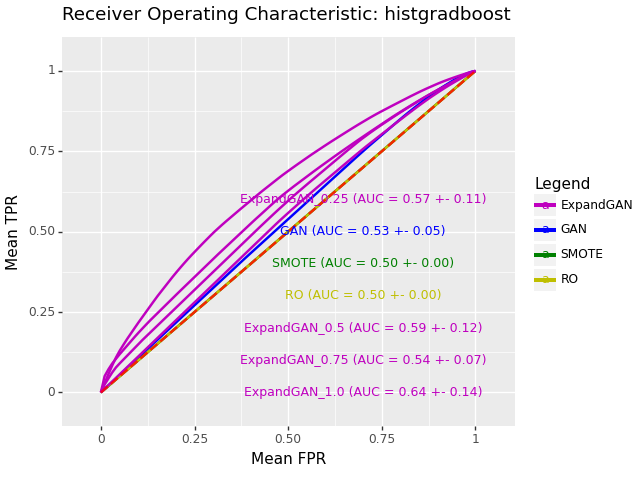 Receiver Operating Characteristic: histgradboost
Mean TPR
1
0.75
0.50
0.25
0
ExpandGAN_0.25 (AUC = 0.57 +- 0.11)
GAN (AUC = 0.53 +- 0.05)
SMOTE (AUC = 0.50 +- 0.00)
RO (AUC = 0.50 +- 0.00)
ExpandGAN_0.5 (AUC = 0.59 +- 0.12)
ExpandGAN_0.75 (AUC = 0.54 +- 0.07)
ExpandGAN_1.0 (AUC = 0.64 +- 0.14)
0 0.25 0.50 0.75 1
Mean FPR
Legend
a ExpandGAN
a GAN
a SMOTE
a RO